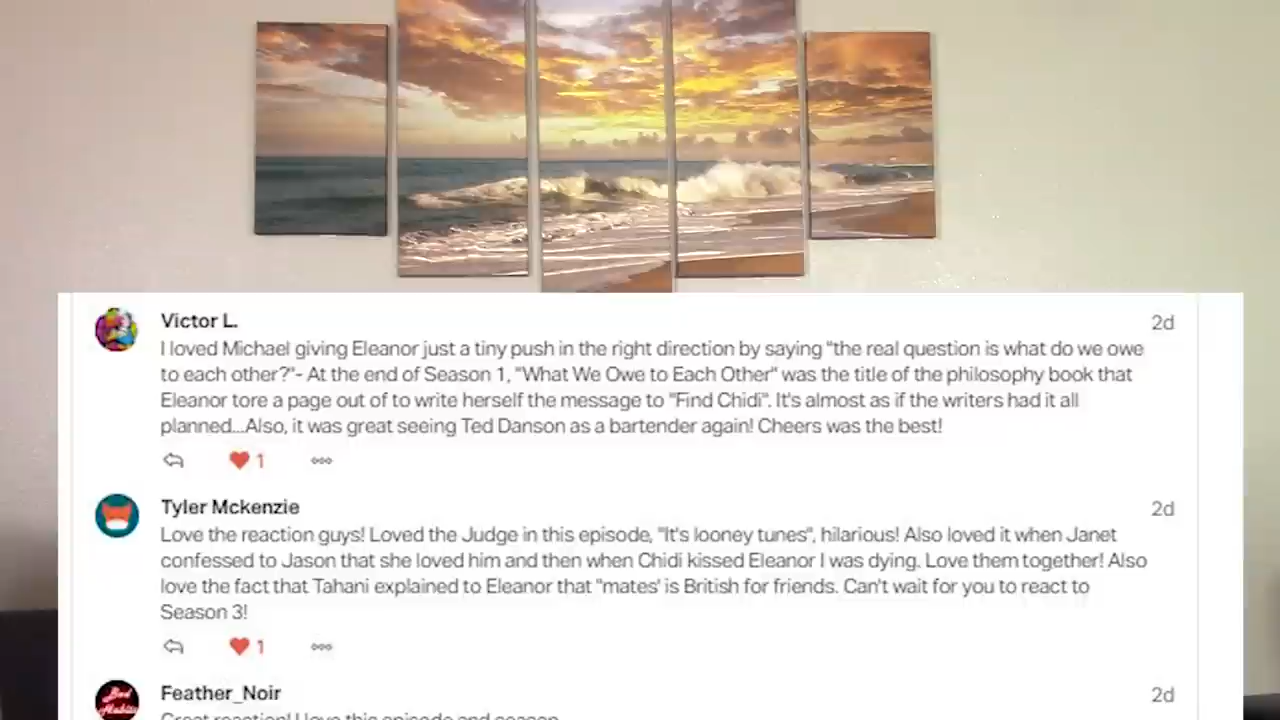 Victor L.
2d
I loved Michael giving Eleanor just a tiny push in the right direction by saying "the real question is what do we owe
to each other?"- At the end of Season 1, "What We Owe to Each Other" was the title of the philosophy book that
Eleanor tore a page out of to write herself the message to "Find Chidi". It's almost as if the writers had it all
planned...Also, it was great seeing Ted Danson as a bartender again! Cheers was the best!
1
Tyler Mckenzie
2d
Love the reaction guys! Loved the Judge in this episode, "It's looney tunes", hilarious! Also loved it when Janet
confessed to Jason that she loved him and then when Chidi kissed Eleanor I was dying. Love them together! Also
love the fact that Tahani explained to Eleanor that "mates' is British for friends. Can't wait for you to react to
Season 3!
1
Feather_Noir
2d
Great reaction! I love this episode and season